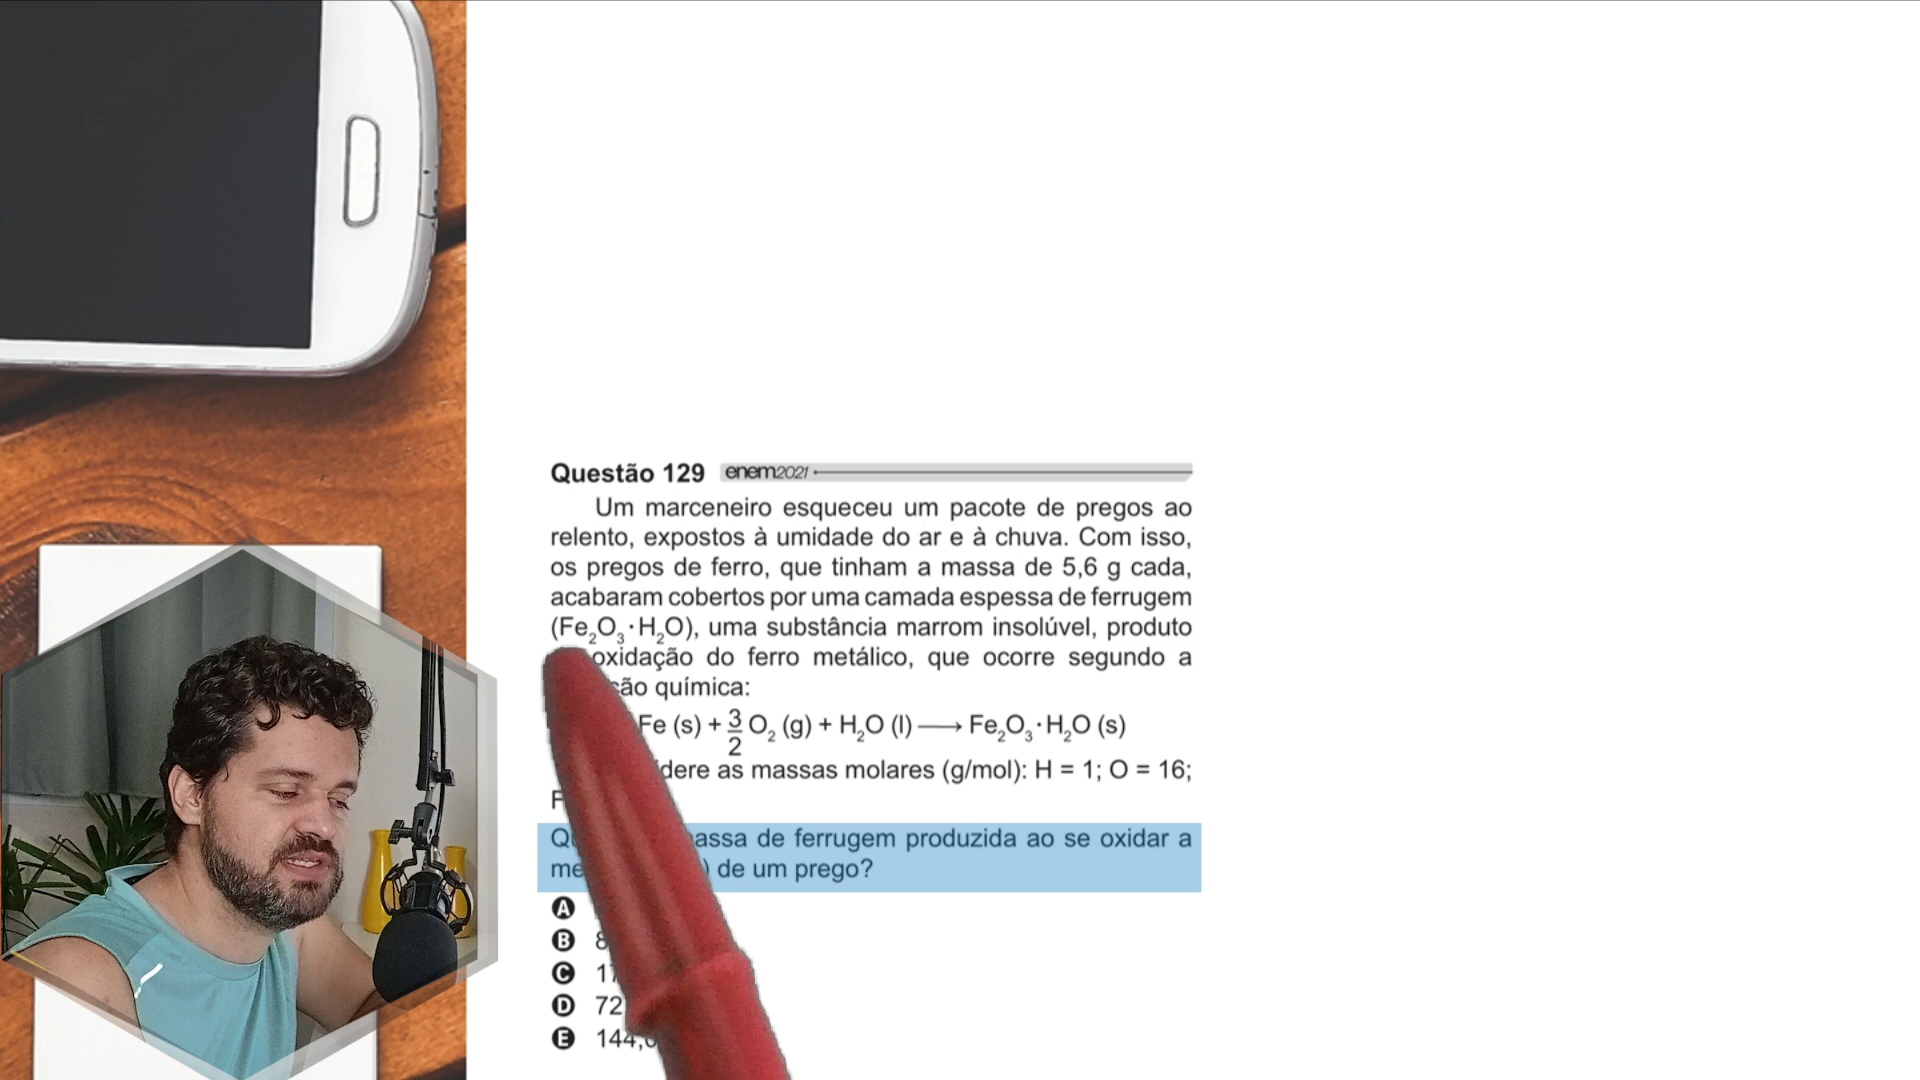 Questão 129 enem2021
Um marceneiro esqueceu um pacote de pregos ao
relento, expostos à umidade do ar e à chuva. Com isso,
os pregos de ferro, que tinham a massa de 5,6 g cada,
acabaram cobertos por uma camada espessa de ferrugem
(Fe₂O₃·H₂O), uma substância marrom insolúvel, produto
oxidação do ferro metálico, que ocorre segundo a
ção química:
Fe (s) + 3/2 O₂ (g) + H₂O (l) ⟶ Fe₂O₃·H₂O (s)
dere as massas molares (g/mol): H = 1; O = 16;
F
Qu assa de ferrugem produzida ao se oxidar a
me ) de um prego?
A
B 8
C 1
D 72
E 144,